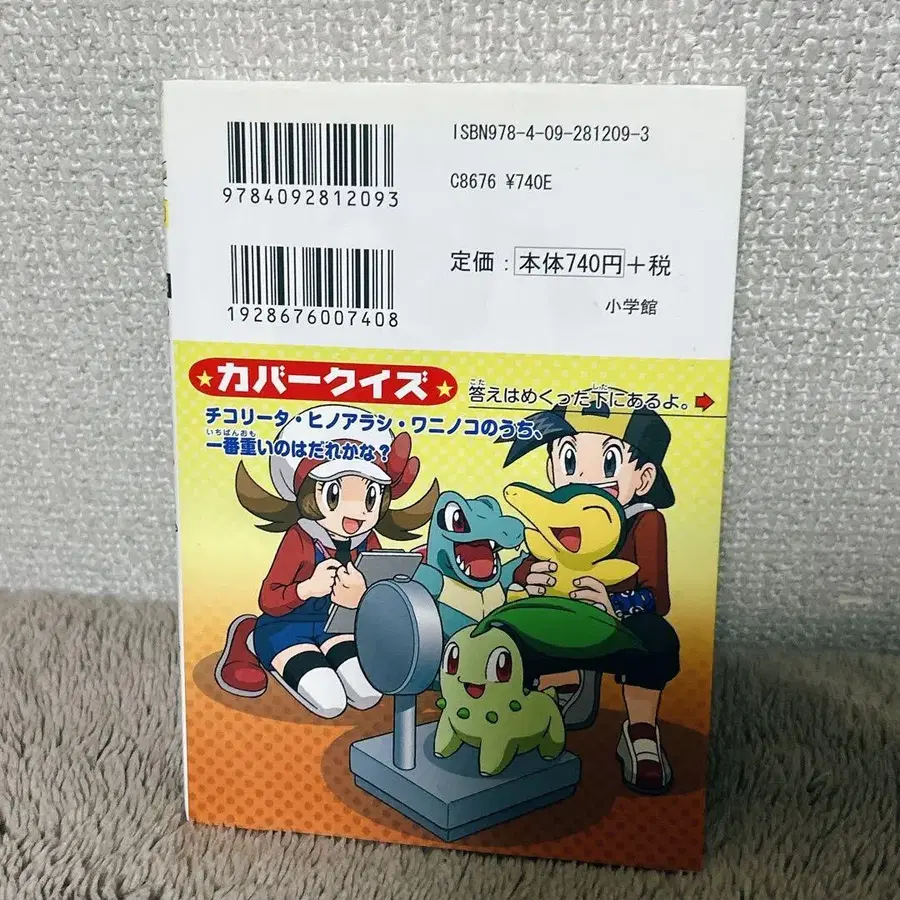 ISBN978-4-09-281209-3
9784092812093
C8676 ¥740E
定価:本体740円+税
1928676007408
小学館
カバークイズ
答えはめくった下にあるよ。
こた
した
チコリータ・ヒノアラシ・ワニノコのうち、
いちばんおも
一番重いのはだれかな?